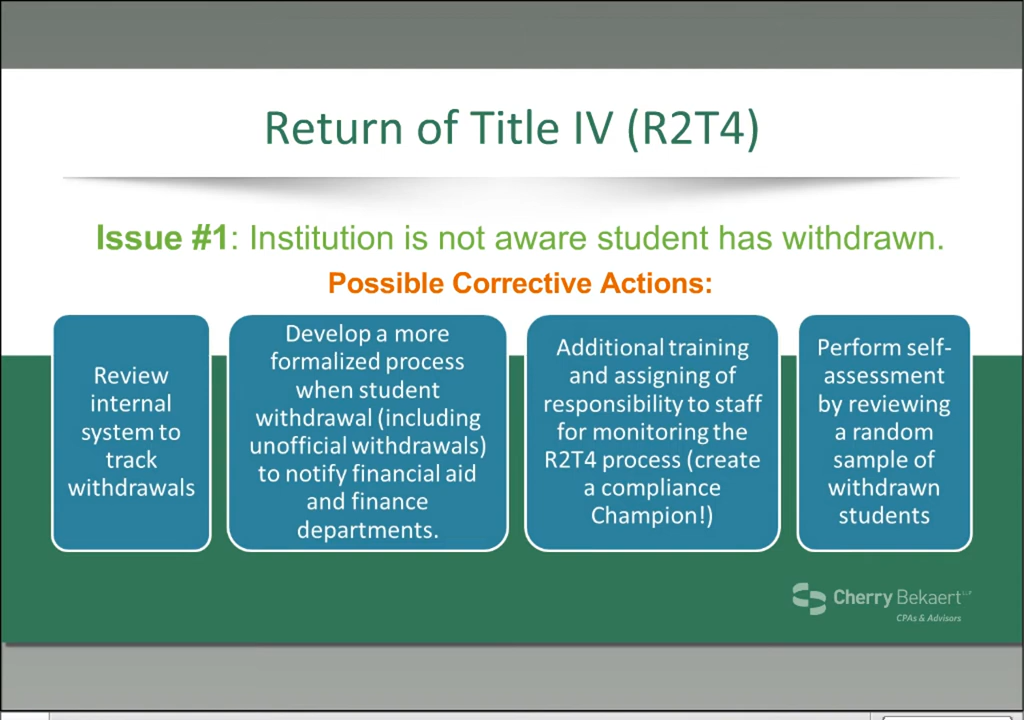 Return of Title IV (R2T4)
Issue #1: Institution is not aware student has withdrawn.
Possible Corrective Actions:
Review
internal
system to
track
withdrawals
Develop a more
formalized process
when student
withdrawal (including
unofficial withdrawals)
to notify financial aid
and finance
departments.
Additional training
and assigning of
responsibility to staff
for monitoring the
R2T4 process (create
a compliance
Champion!)
Perform self-
assessment
by reviewing
a random
sample of
withdrawn
students
Cherry Bekaert LLP
CPAs & Advisors